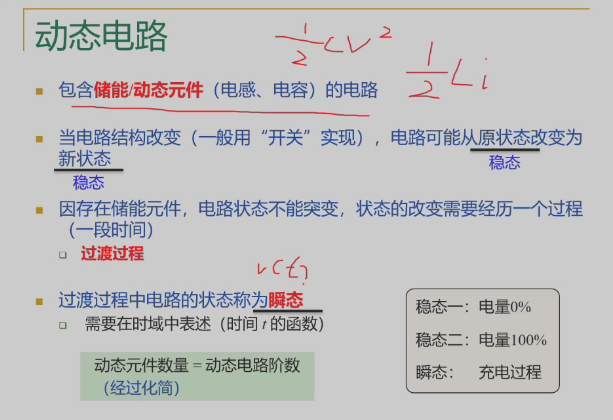 动态电路
1/2 CV²
1/2 Li
包含储能/动态元件（电感、电容）的电路
当电路结构改变（一般用“开关”实现），电路可能从原状态改变为
新状态
稳态
稳态
因存在储能元件，电路状态不能突变，状态的改变需要经历一个过程
（一段时间）
过渡过程
v(t)
过渡过程中电路的状态称为瞬态
需要在时域中表述（时间 t 的函数）
动态元件数量 = 动态电路阶数
（经过化简）
稳态一：电量0%
稳态二：电量100%
瞬态： 充电过程